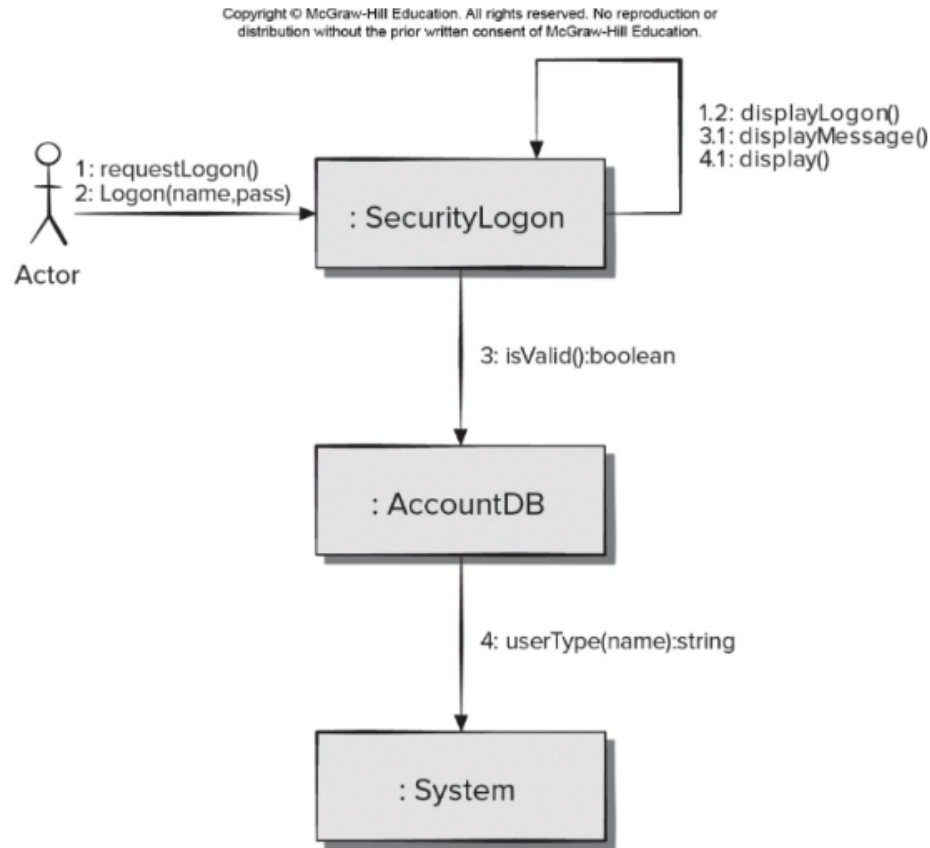 Copyright © McGraw-Hill Education. All rights reserved. No reproduction or
distribution without the prior written consent of McGraw-Hill Education.
1.2: displayLogon()
3.1: displayMessage()
4.1: display()
1: requestLogon()
2: Logon(name,pass)
: SecurityLogon
Actor
3: isValid():boolean
: AccountDB
4: userType(name):string
: System